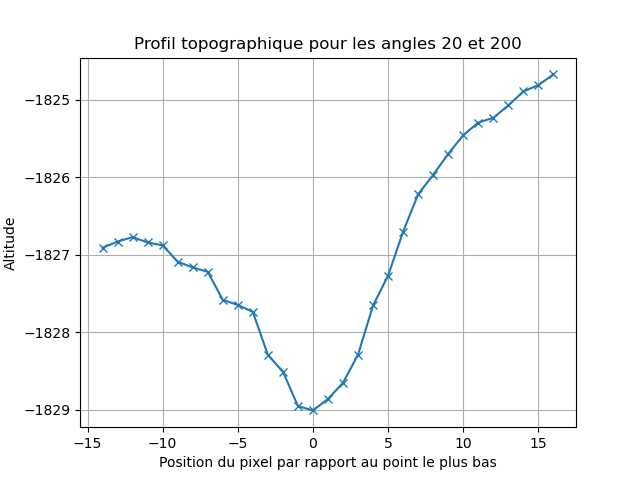 Profil topographique pour les angles 20 et 200
−1825
−1826
−1827
−1828
−1829
Altitude
−15 −10 −5 0 5 10 15
Position du pixel par rapport au point le plus bas